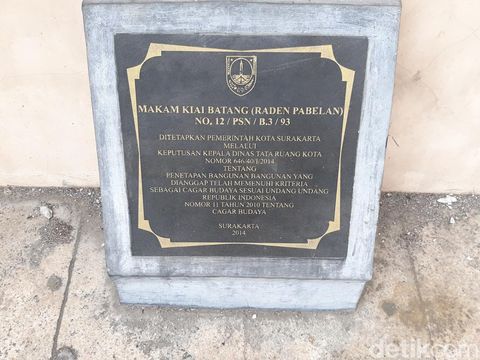 MAKAM KIAI BATANG (RADEN PABELAN)
NO, 12 / PSN / B.3 / 93
DITETAPKAN PEMERINTAH KOTA SURAKARTA
MELALUI
KEPUTUSAN KEPALA DINAS TATA RUANG KOTA
NOMOR 646/40/I/2014
TENTANG
PENETAPAN BANGUNAN BANGUNAN YANG
DIANGGAP TELAH MEMENUHI KRITERIA
SEBAGAI CAGAR BUDAYA SESUAI UNDANG UNDANG
REPUBLIK INDONESIA
NOMOR 11 TAHUN 2010 TENTANG
CAGAR BUDAYA
SURAKARTA
2014
detikcom